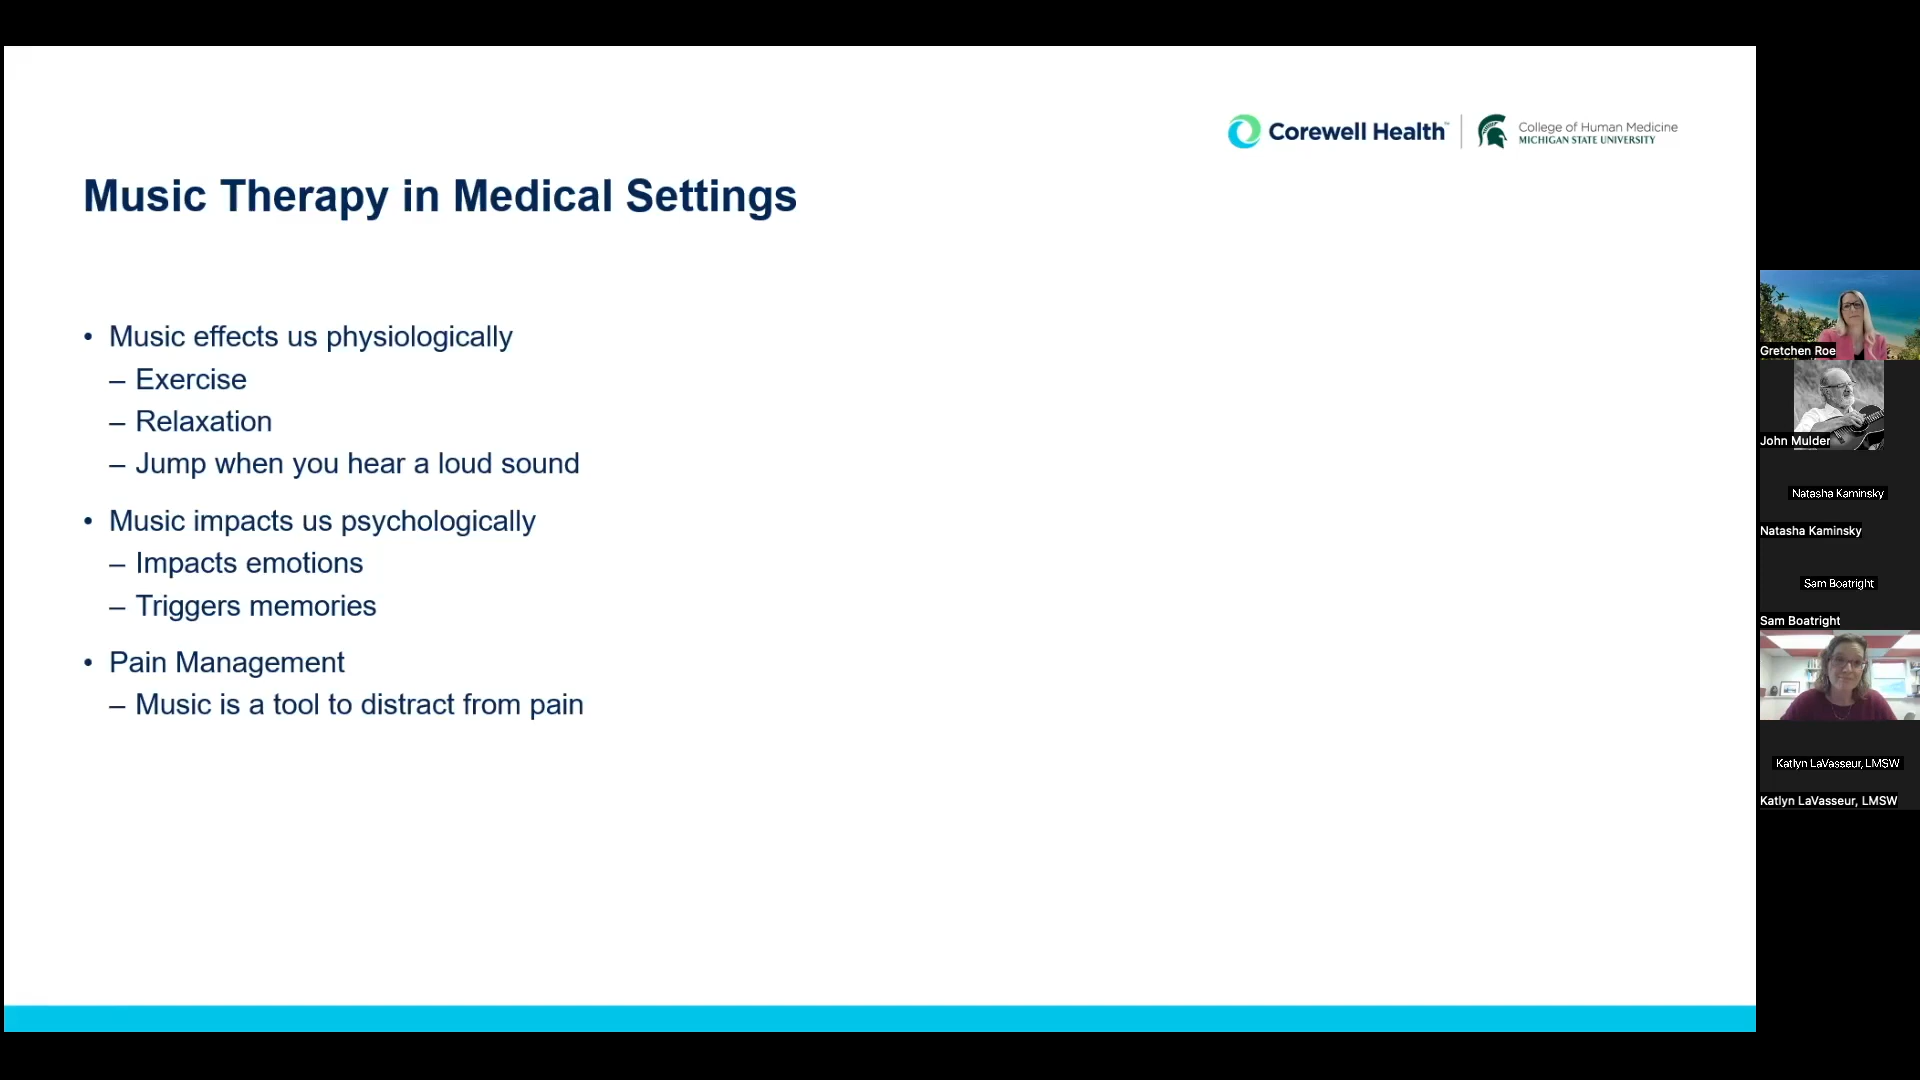 Corewell Health™
College of Human Medicine
MICHIGAN STATE UNIVERSITY
Music Therapy in Medical Settings
• Music effects us physiologically
– Exercise
– Relaxation
– Jump when you hear a loud sound
• Music impacts us psychologically
– Impacts emotions
– Triggers memories
• Pain Management
– Music is a tool to distract from pain
Gretchen Roe
John Mulder
Natasha Kaminsky
Natasha Kaminsky
Sam Boatright
Sam Boatright
Katlyn LaVasseur, LMSW
Katlyn LaVasseur, LMSW